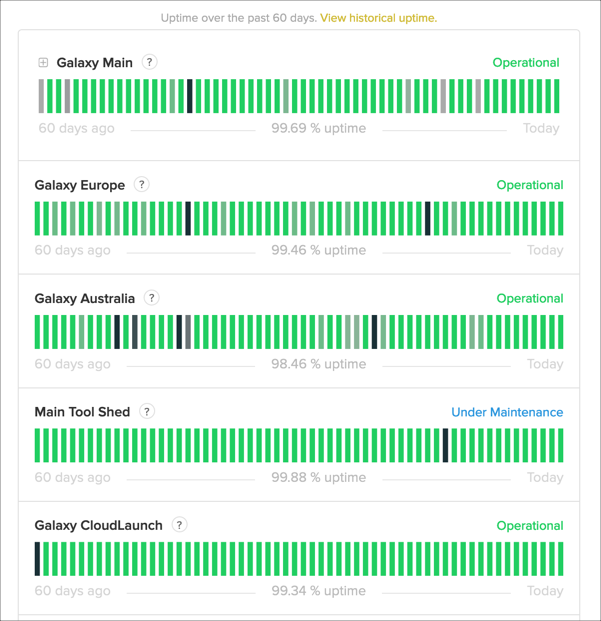 Uptime over the past 60 days. View historical uptime.
Galaxy Main ? Operational
60 days ago 99.69 % uptime Today
Galaxy Europe ? Operational
60 days ago 99.46 % uptime Today
Galaxy Australia ? Operational
60 days ago 98.46 % uptime Today
Main Tool Shed ? Under Maintenance
60 days ago 99.88 % uptime Today
Galaxy CloudLaunch ? Operational
60 days ago 99.34 % uptime Today